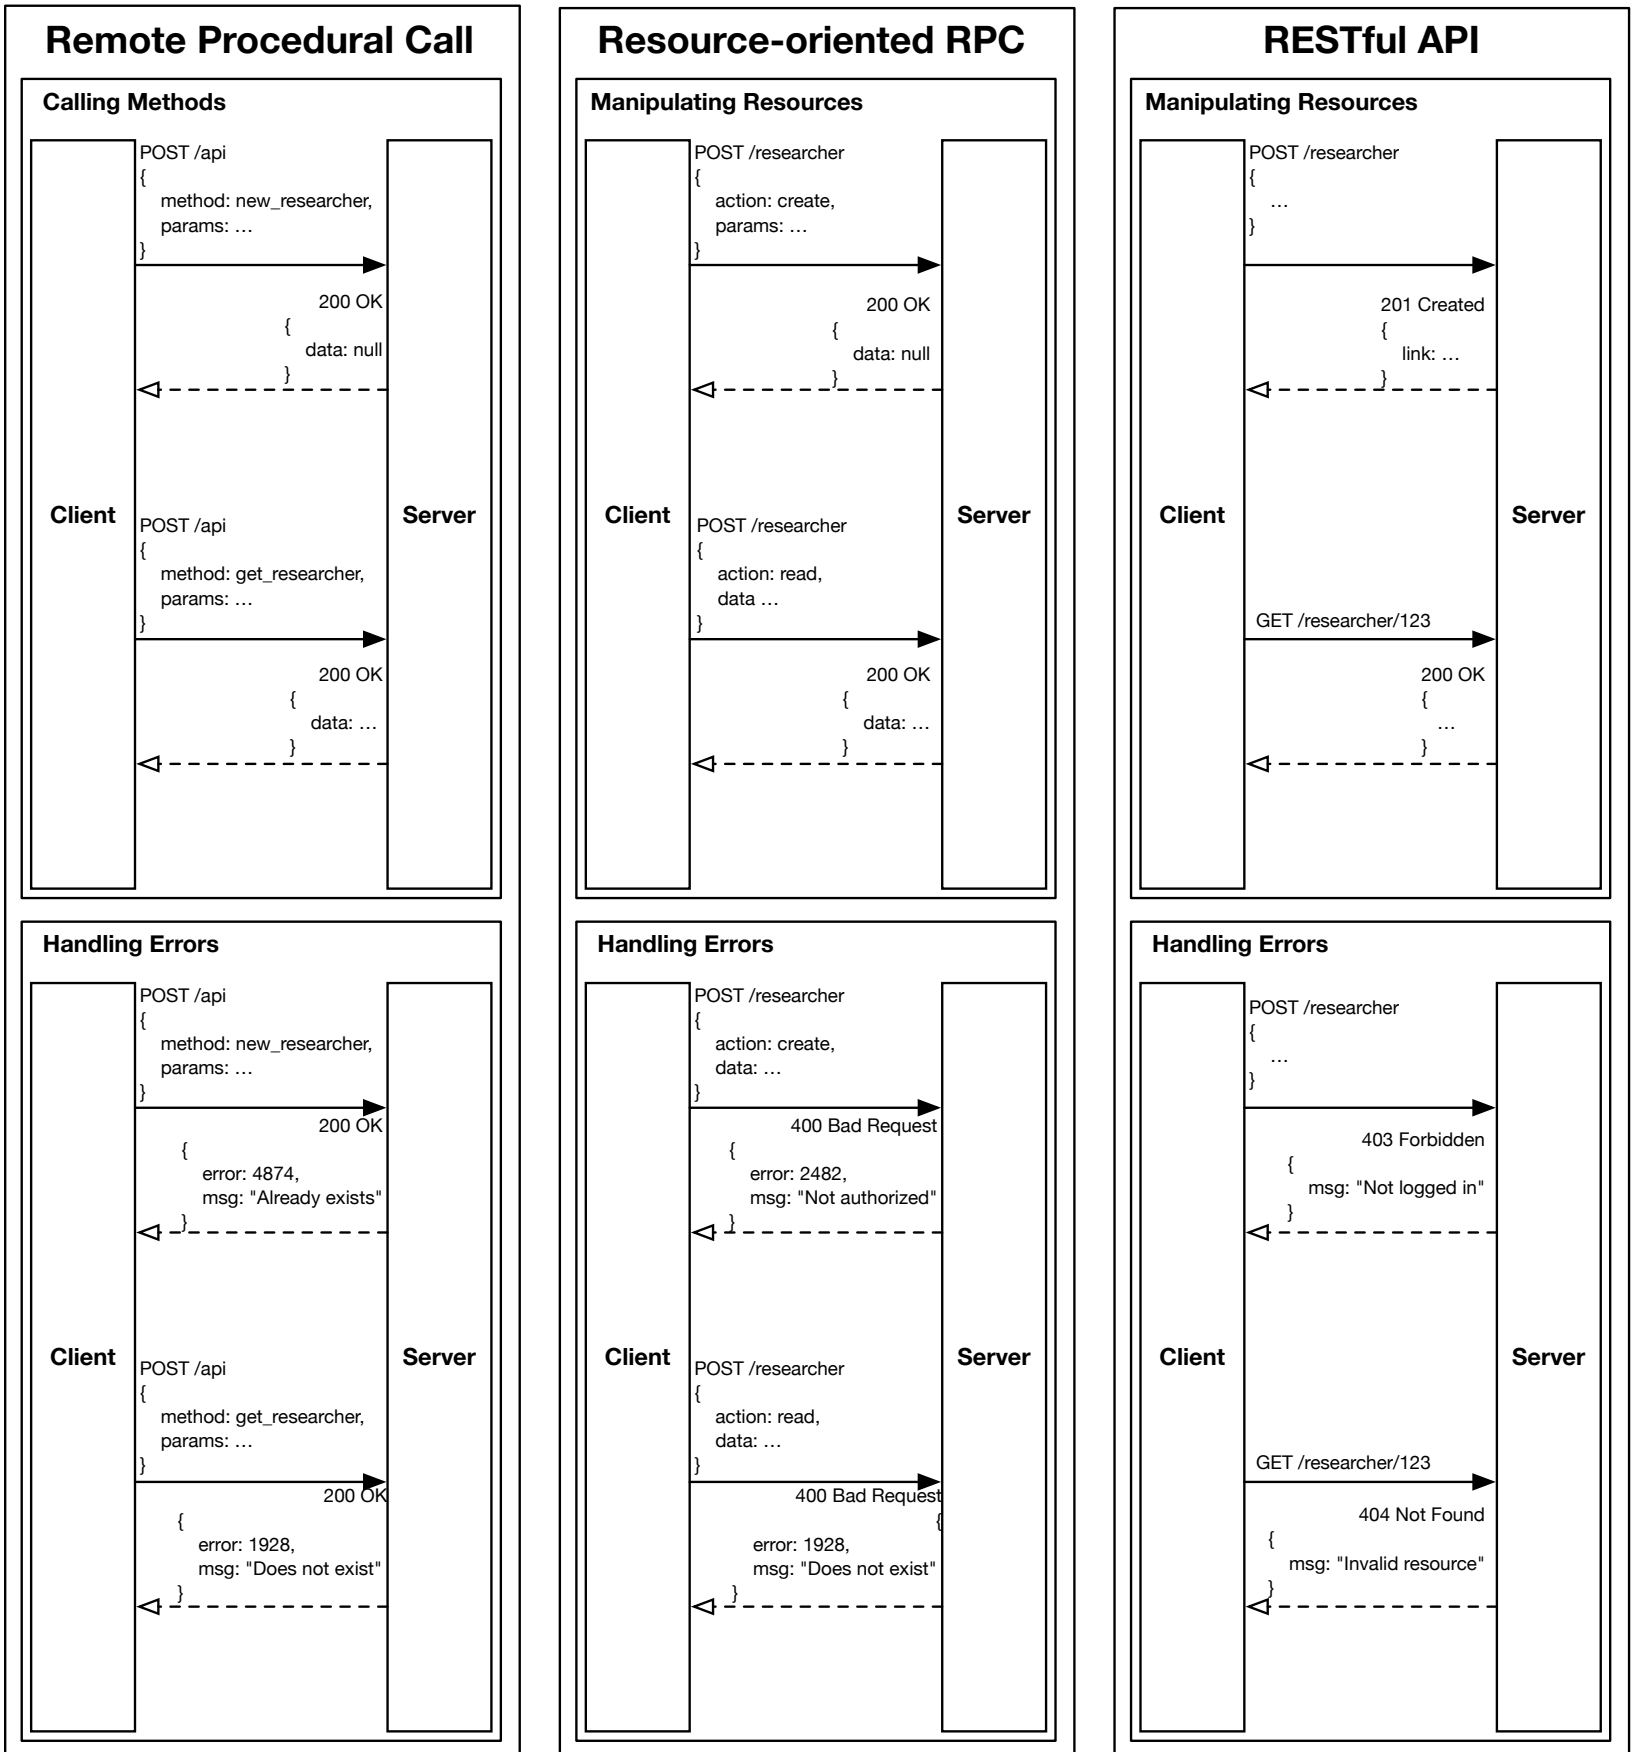 Remote Procedural Call
Calling Methods
POST /api
{
method: new_researcher,
params: …
}
200 OK
{
data: null
}
Client
Server
POST /api
{
method: get_researcher,
params: …
}
200 OK
{
data: …
}
Handling Errors
POST /api
{
method: new_researcher,
params: …
}
200 OK
{
error: 4874,
msg: "Already exists"
}
Client
Server
POST /api
{
method: get_researcher,
params: …
}
200 OK
{
error: 1928,
msg: "Does not exist"
}
Resource-oriented RPC
Manipulating Resources
POST /researcher
{
action: create,
params: …
}
200 OK
{
data: null
}
Client
Server
POST /researcher
{
action: read,
data …
}
200 OK
{
data: …
}
Handling Errors
POST /researcher
{
action: create,
data: …
}
400 Bad Request
{
error: 2482,
msg: "Not authorized"
}
Client
Server
POST /researcher
{
action: read,
data: …
}
400 Bad Request
{
error: 1928,
msg: "Does not exist"
}
RESTful API
Manipulating Resources
POST /researcher
{
…
}
201 Created
{
link: …
}
Client
Server
GET /researcher/123
200 OK
{
…
}
Handling Errors
POST /researcher
{
…
}
403 Forbidden
{
msg: "Not logged in"
}
Client
Server
GET /researcher/123
404 Not Found
{
msg: "Invalid resource"
}